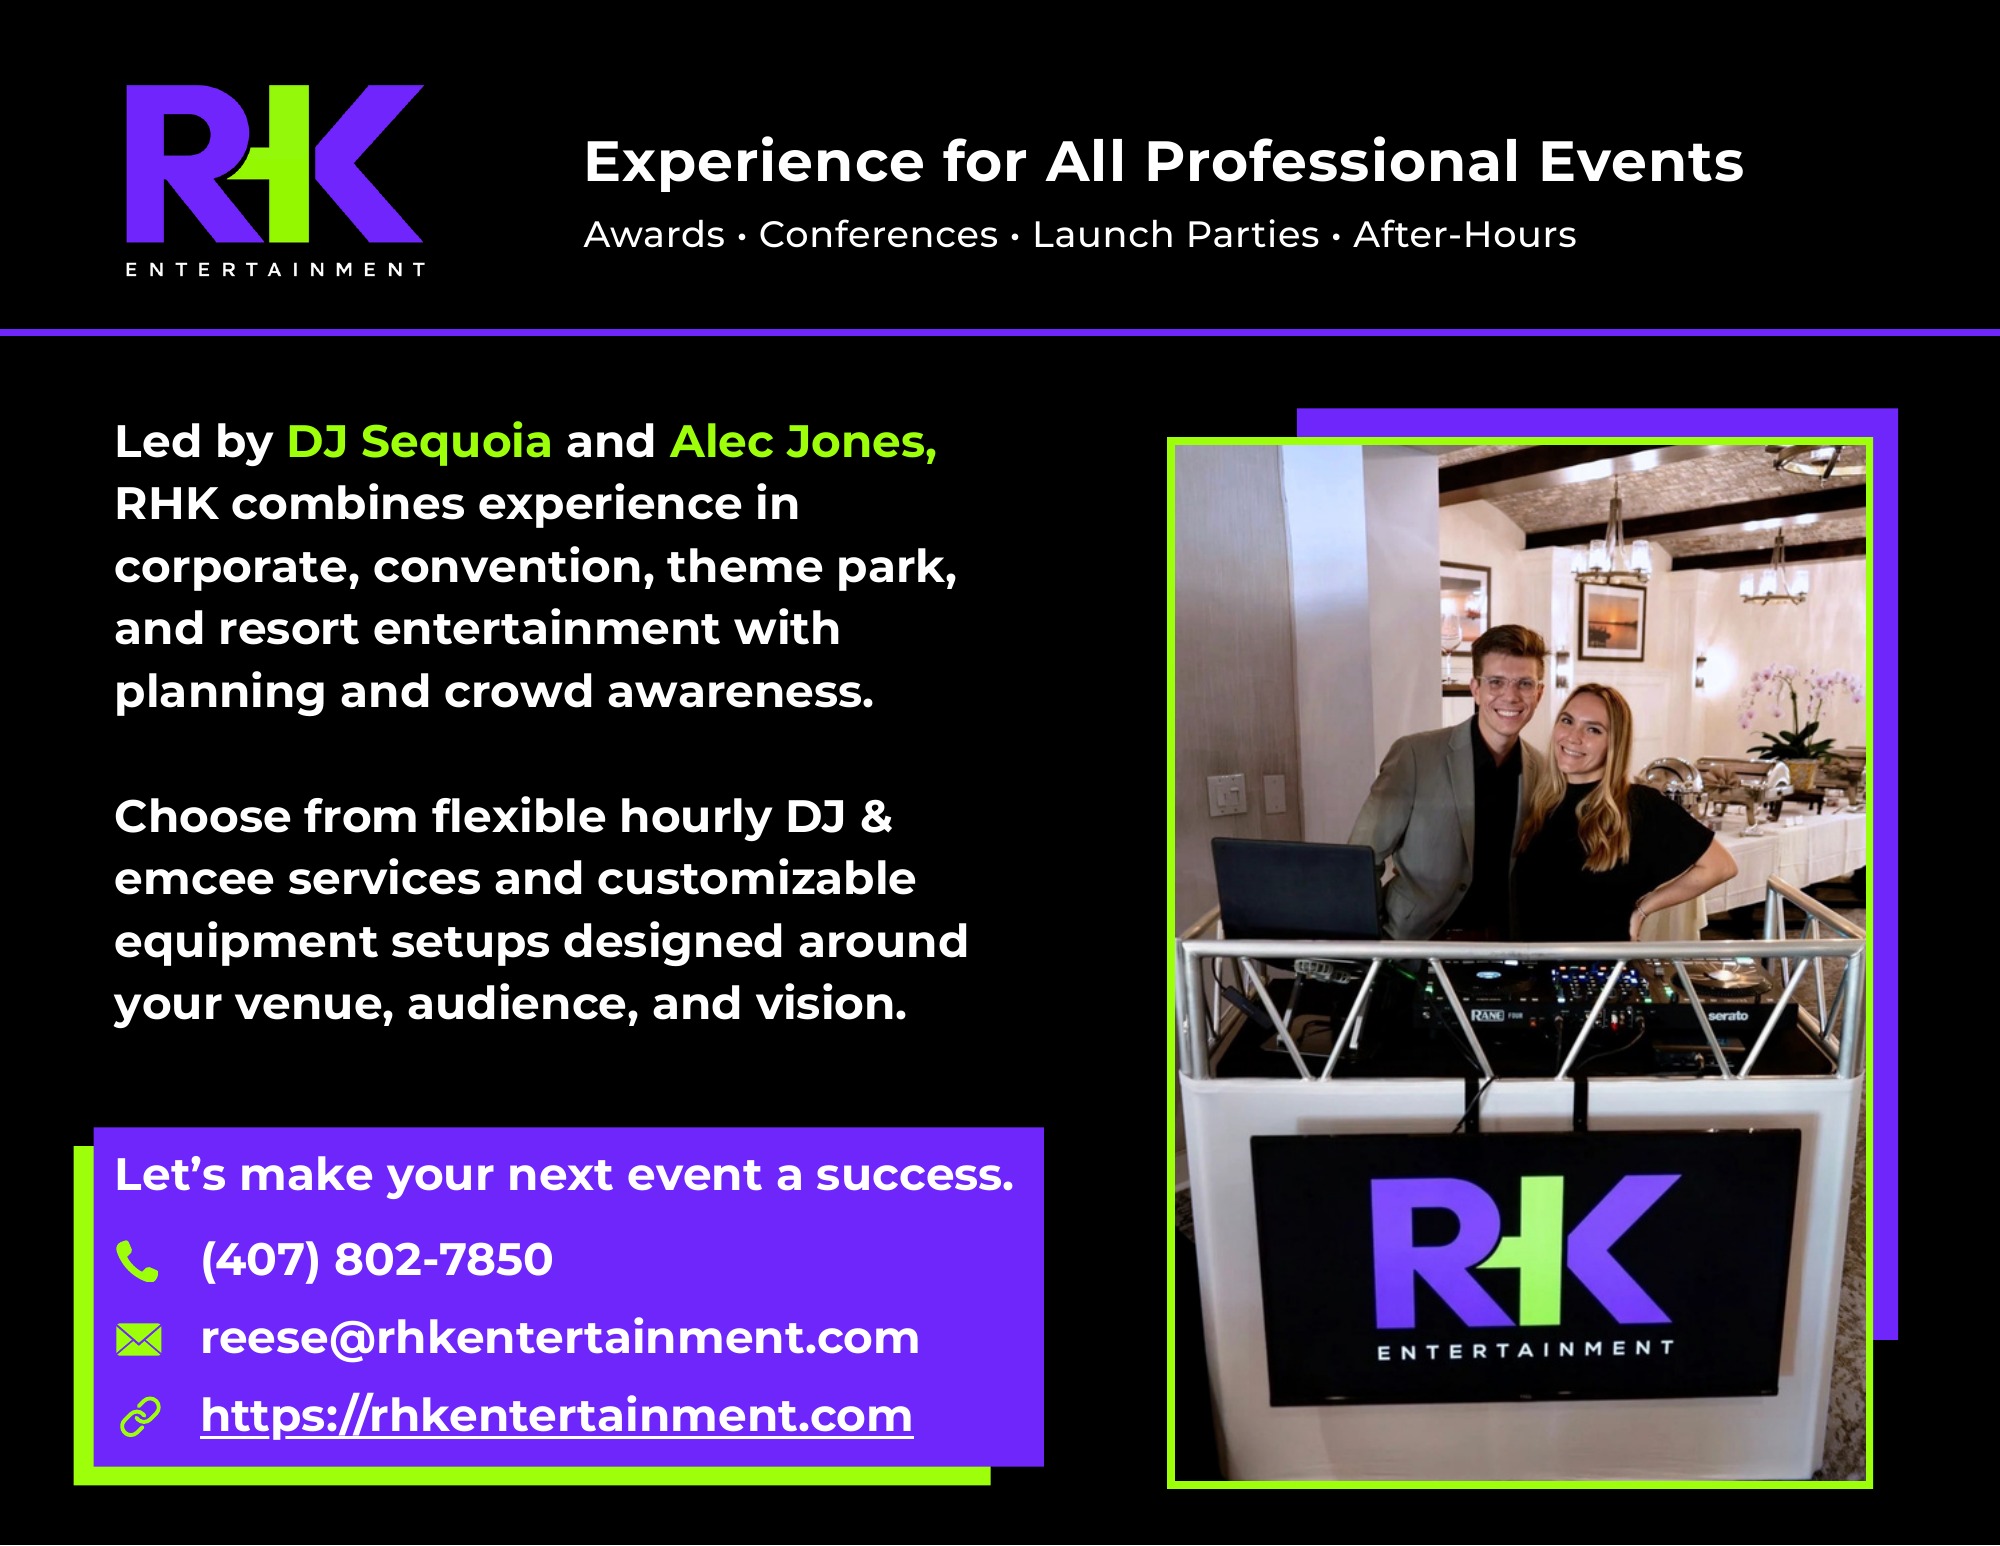 RHK
ENTERTAINMENT
Experience for All Professional Events
Awards • Conferences • Launch Parties • After-Hours
Led by DJ Sequoia and Alec Jones,
RHK combines experience in
corporate, convention, theme park,
and resort entertainment with
planning and crowd awareness.
Choose from flexible hourly DJ &
emcee services and customizable
equipment setups designed around
your venue, audience, and vision.
Let’s make your next event a success.
(407) 802-7850
reese@rhkentertainment.com
https://rhkentertainment.com
RANE FOUR
serato
RHK
ENTERTAINMENT